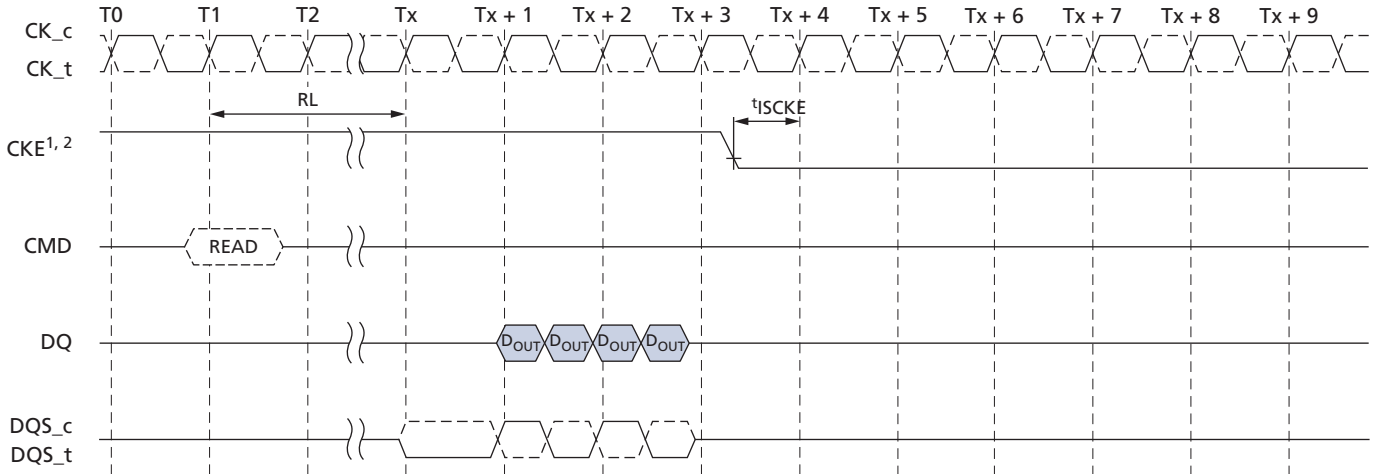 T0 T1 T2 Tx Tx + 1 Tx + 2 Tx + 3 Tx + 4 Tx + 5 Tx + 6 Tx + 7 Tx + 8 Tx + 9
CK_c
CK_t
RL
tISCKE
CKE1, 2
CMD
READ
DQ
DOUT DOUT DOUT DOUT
DQS_c
DQS_t